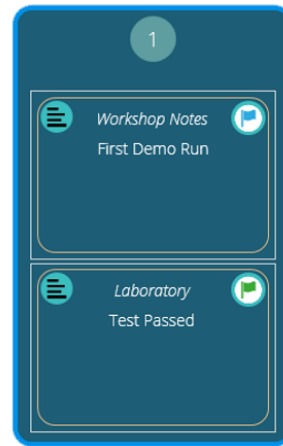 1
Workshop Notes
First Demo Run
Laboratory
Test Passed